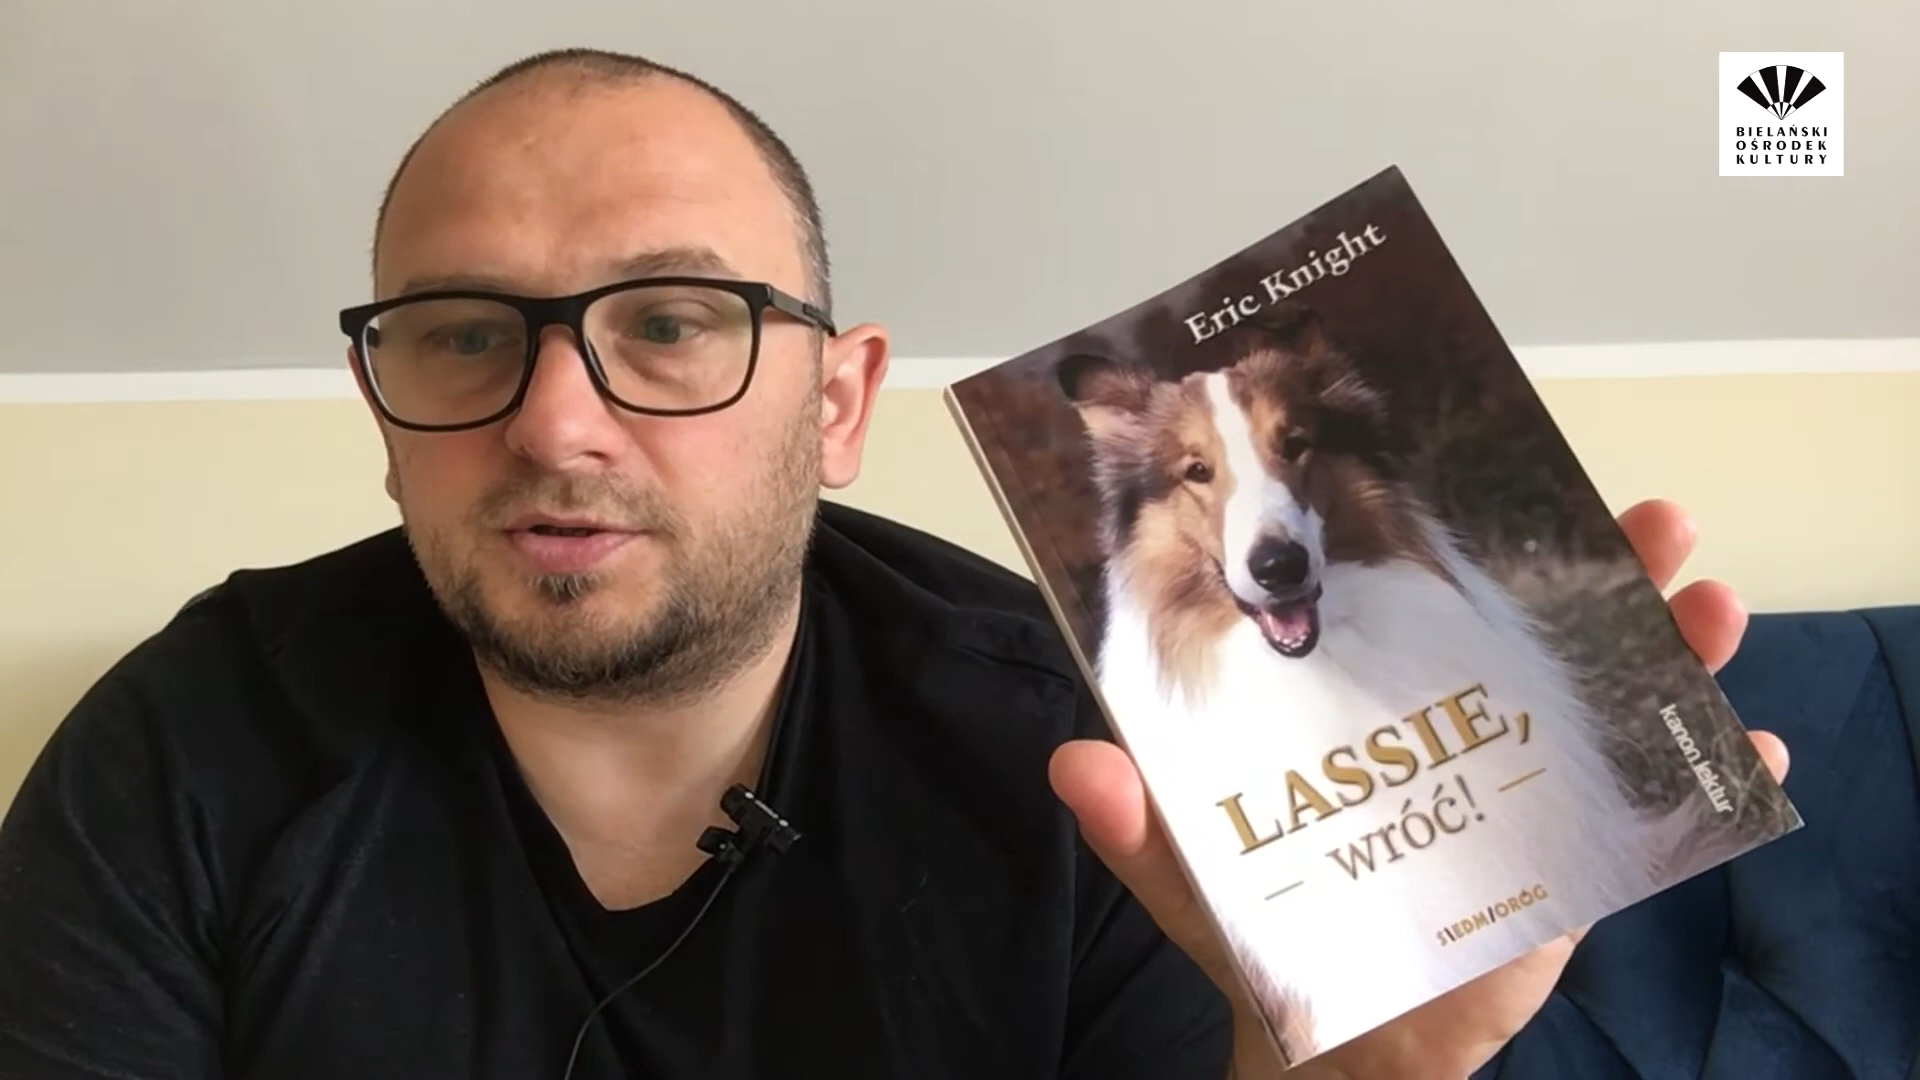 BIELAŃSKI
OŚRODEK
KULTURY
Eric Knight
LASSIE,
wróć!
kanon lektur
SIEDMIORÓG